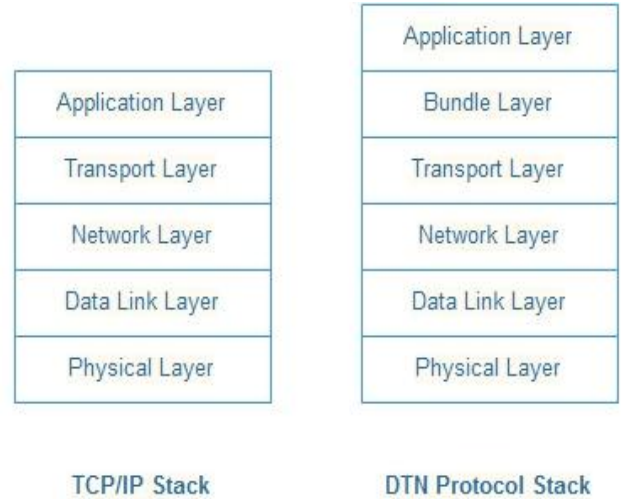 Application Layer
Transport Layer
Network Layer
Data Link Layer
Physical Layer
TCP/IP Stack
Application Layer
Bundle Layer
Transport Layer
Network Layer
Data Link Layer
Physical Layer
DTN Protocol Stack